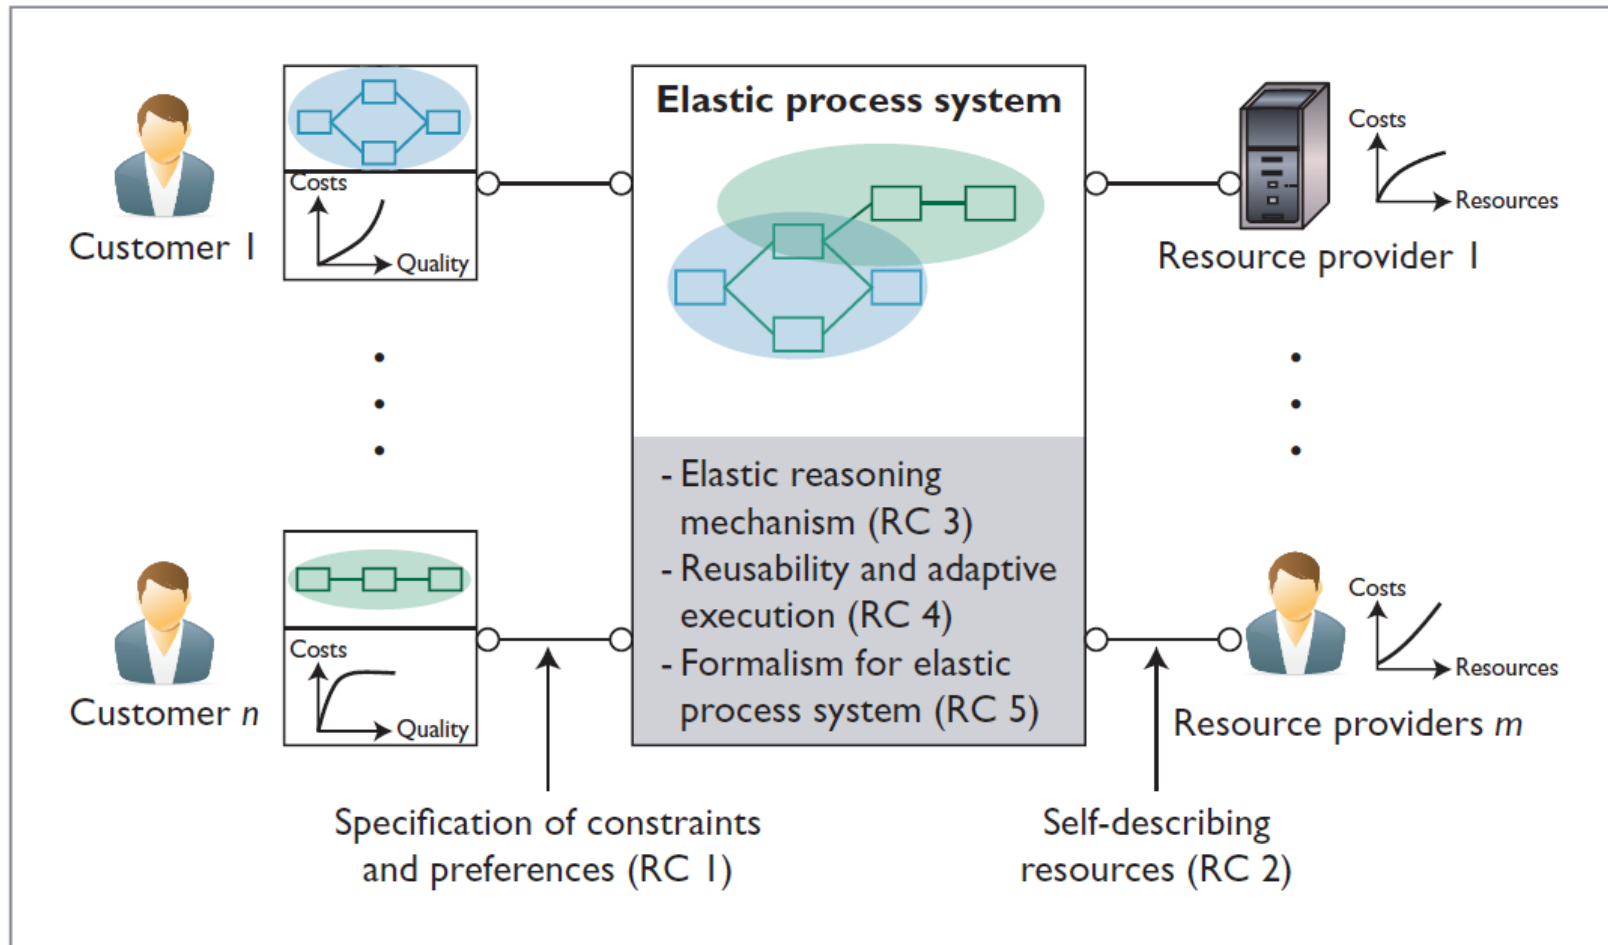 Elastic process system
Costs
Quality
Customer 1
Costs
Resources
Resource provider 1
- Elastic reasoning
mechanism (RC 3)
- Reusability and adaptive
execution (RC 4)
- Formalism for elastic
process system (RC 5)
Costs
Quality
Customer n
Costs
Resources
Resource providers m
Specification of constraints
and preferences (RC 1)
Self-describing
resources (RC 2)